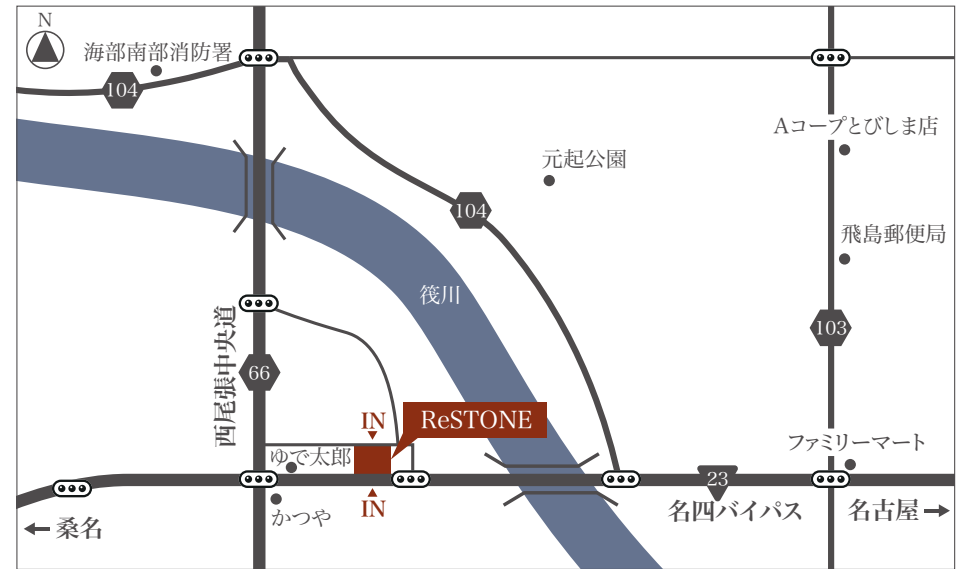 N
海部南部消防署
104
Aコープとびしま店
元起公園
104
飛島郵便局
筏川
103
西尾張中央道
66
IN
ReSTONE
ゆで太郎
ファミリーマート
23
かつや
IN
名四バイパス
名古屋→
←桑名